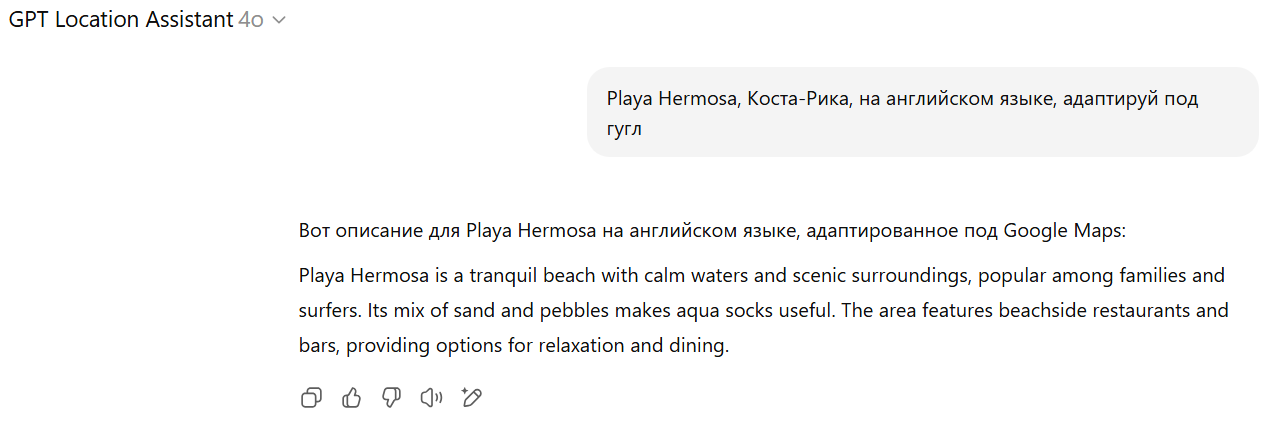 GPT Location Assistant 4o
Playa Hermosa, Коста-Рика, на английском языке, адаптируй под
гугл
Вот описание для Playa Hermosa на английском языке, адаптированное под Google Maps:
Playa Hermosa is a tranquil beach with calm waters and scenic surroundings, popular among families and
surfers. Its mix of sand and pebbles makes aqua socks useful. The area features beachside restaurants and
bars, providing options for relaxation and dining.